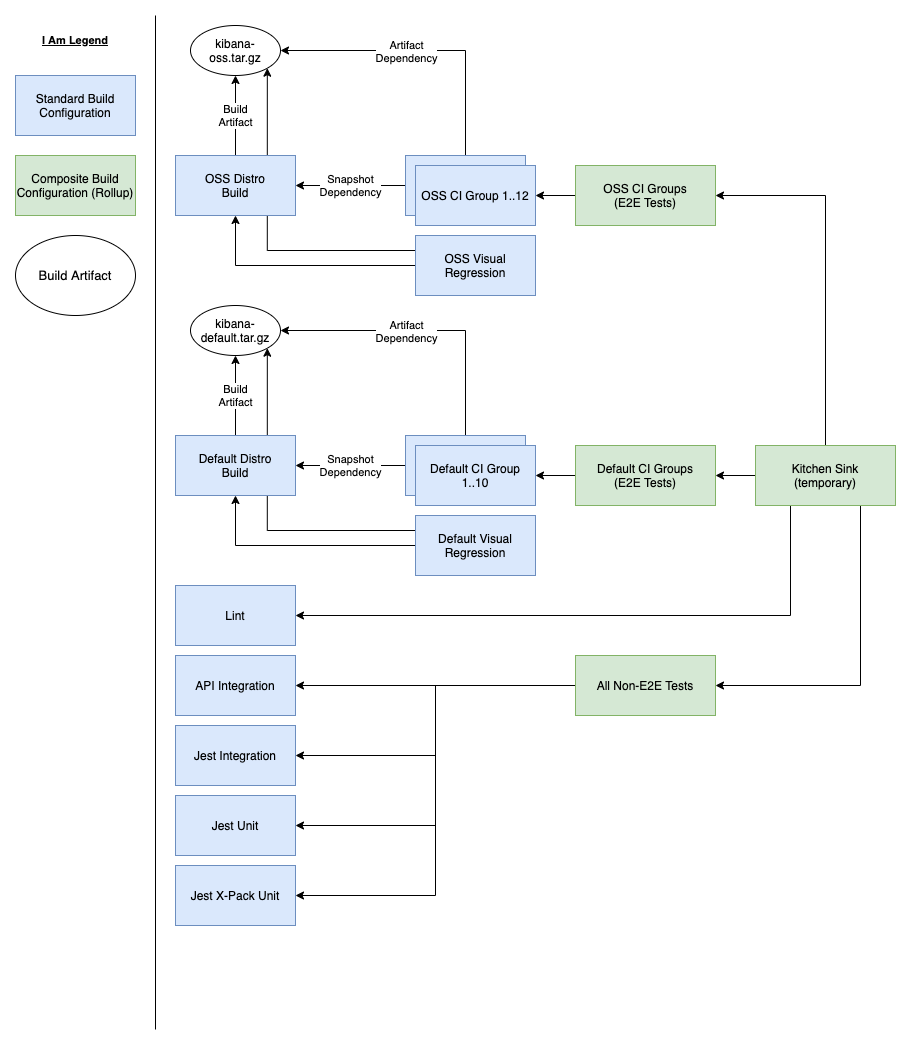 I Am Legend
Standard Build
Configuration
Composite Build
Configuration (Rollup)
Build Artifact
kibana-
oss.tar.gz
Artifact
Dependency
Build
Artifact
OSS Distro
Build
Snapshot
Dependency
OSS CI Group 1..12
OSS CI Groups
(E2E Tests)
OSS Visual
Regression
kibana-
default.tar.gz
Artifact
Dependency
Build
Artifact
Default Distro
Build
Snapshot
Dependency
Default CI Group
1..10
Default CI Groups
(E2E Tests)
Kitchen Sink
(temporary)
Default Visual
Regression
Lint
API Integration
All Non-E2E Tests
Jest Integration
Jest Unit
Jest X-Pack Unit